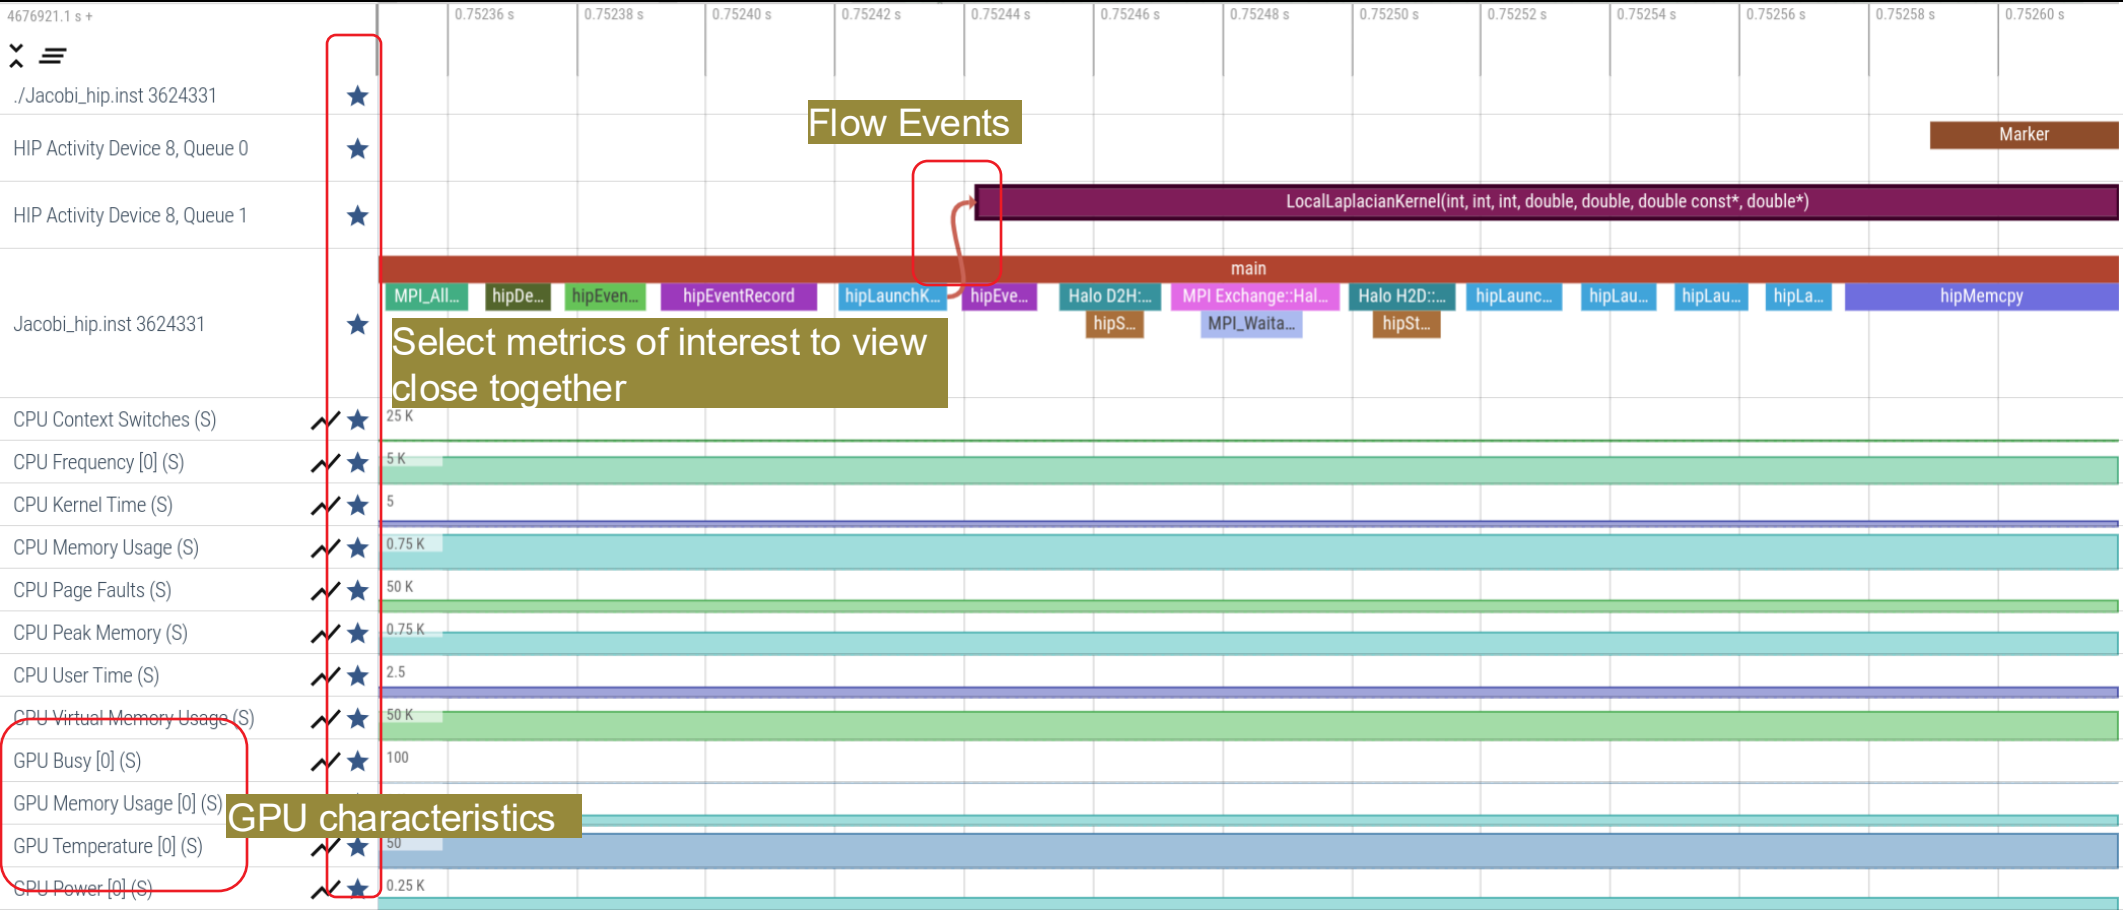 4676921.1 s +
0.75236 s 0.75238 s 0.75240 s 0.75242 s 0.75244 s 0.75246 s 0.75248 s 0.75250 s 0.75252 s 0.75254 s 0.75256 s 0.75258 s 0.75260 s
./Jacobi_hip.inst 3624331
Flow Events
HIP Activity Device 8, Queue 0
Marker
HIP Activity Device 8, Queue 1
LocalLaplacianKernel(int, int, int, double, double, double const*, double*)
main
MPI_All... hipDe... hipEven... hipEventRecord hipLaunchK... hipEve... Halo D2H:... MPI Exchange::Hal... Halo H2D::... hipLaunc... hipLau... hipLau... hipLa... hipMemcpy
Jacobi_hip.inst 3624331
hipS... MPI_Waita... hipSt...
Select metrics of interest to view
close together
CPU Context Switches (S) 25 K
CPU Frequency [0] (S) 5 K
CPU Kernel Time (S) 5
CPU Memory Usage (S) 0.75 K
CPU Page Faults (S) 50 K
CPU Peak Memory (S) 0.75 K
CPU User Time (S) 2.5
CPU Virtual Memory Usage (S) 50 K
GPU Busy [0] (S) 100
GPU Memory Usage [0] (S)
GPU characteristics
GPU Temperature [0] (S) 50
GPU Power [0] (S) 0.25 K